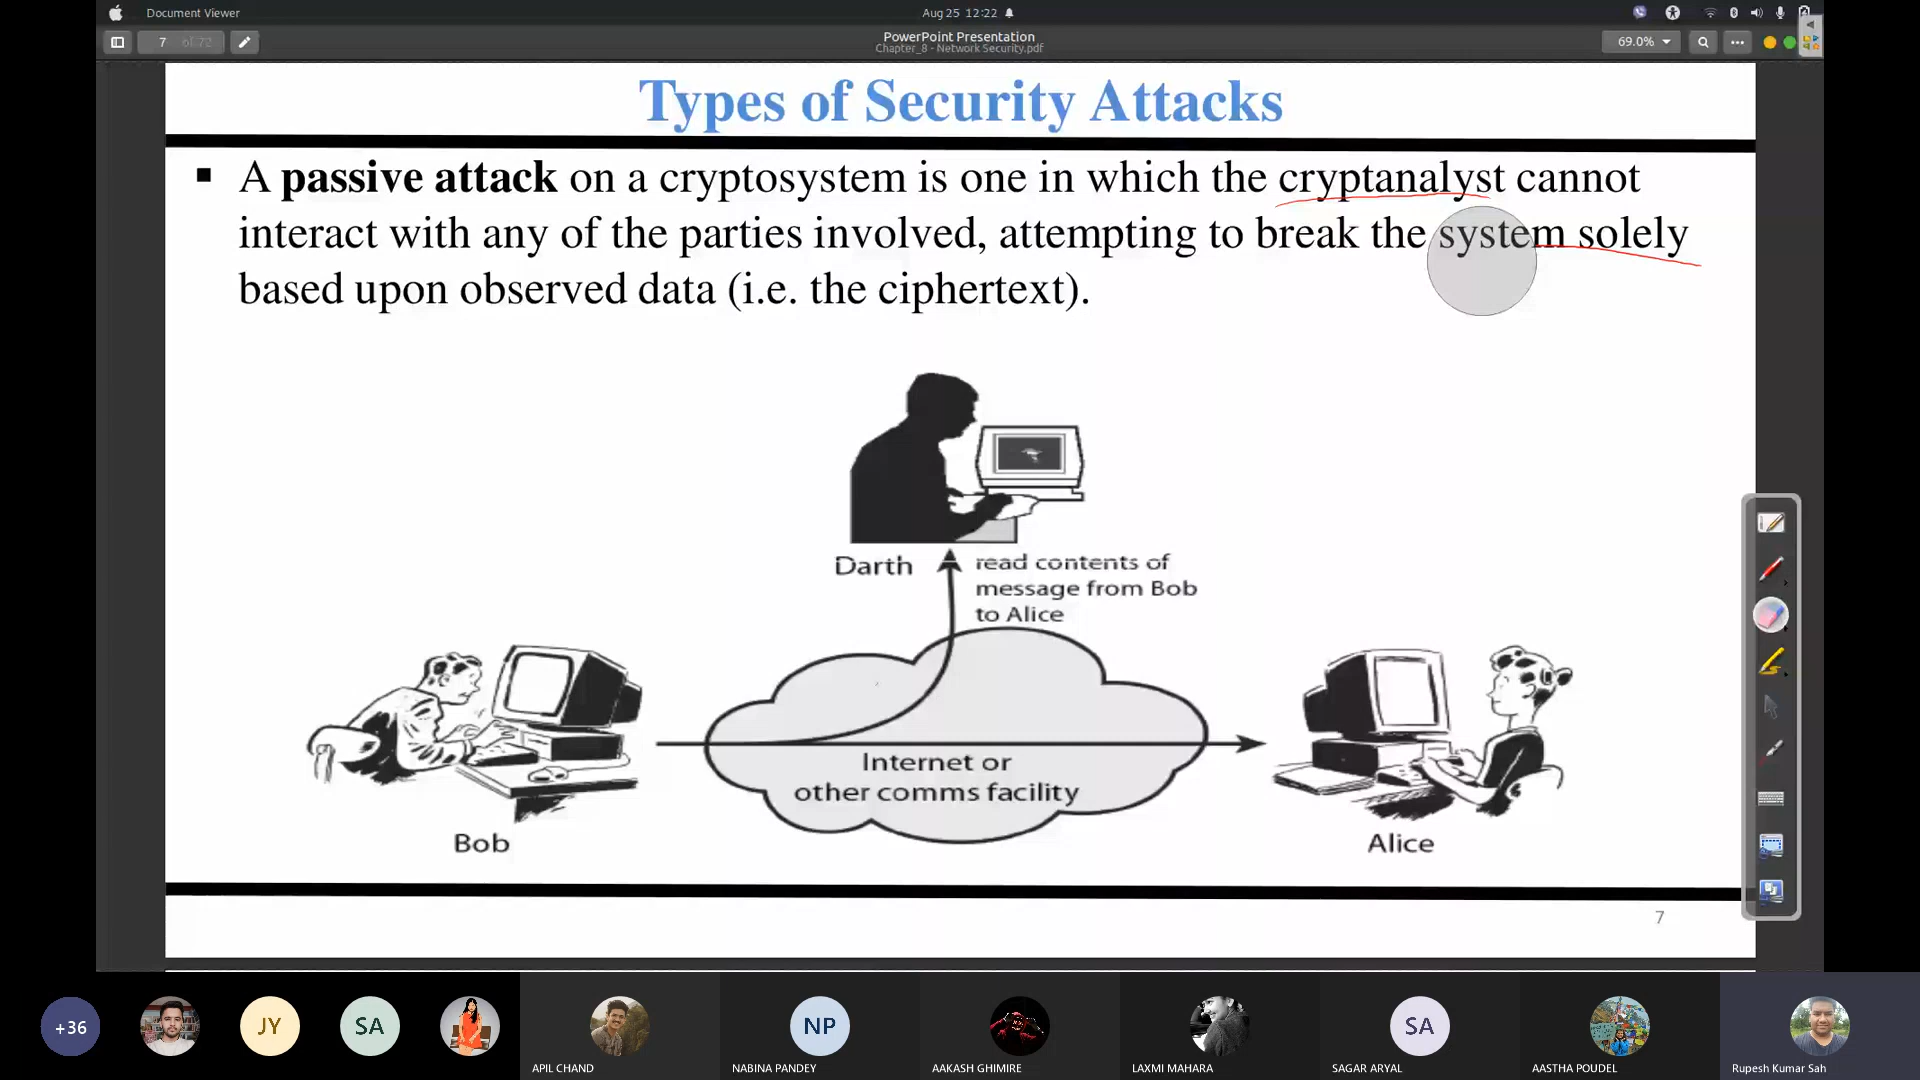 Document Viewer
Aug 25 12:22
7 of 72
PowerPoint Presentation
Chapter_8 - Network Security.pdf
69.0%
Types of Security Attacks
A passive attack on a cryptosystem is one in which the cryptanalyst cannot
interact with any of the parties involved, attempting to break the system solely
based upon observed data (i.e. the ciphertext).
Darth
read contents of
message from Bob
to Alice
Internet or
other comms facility
Bob
Alice
7
+36
JY
SA
NP
SA
APIL CHAND
NABINA PANDEY
AAKASH GHIMIRE
LAXMI MAHARA
SAGAR ARYAL
AASTHA POUDEL
Rupesh Kumar Sah